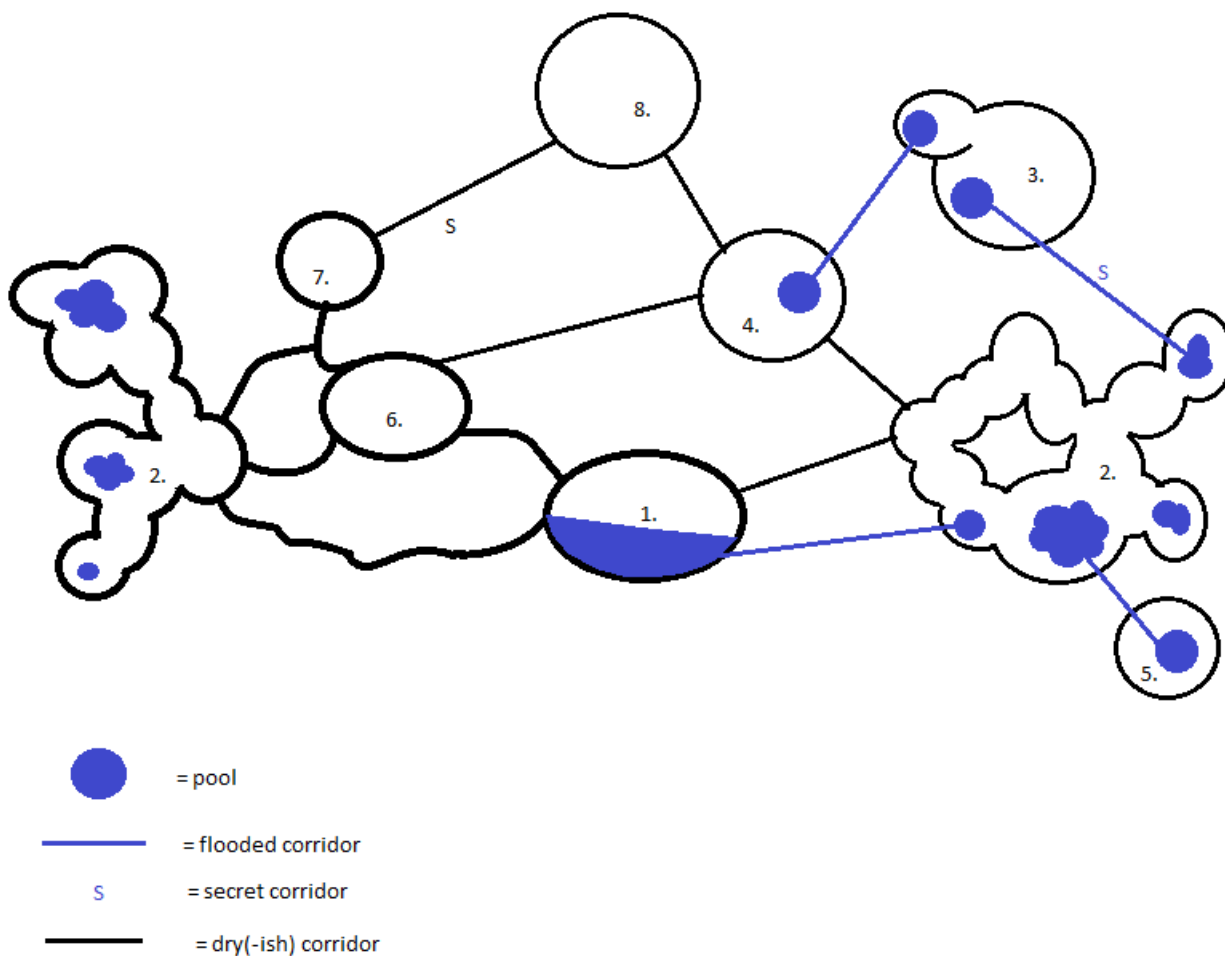 8.
3.
S
7.
S
4.
6.
2.
2.
1.
5.
= pool
= flooded corridor
S
= secret corridor
= dry(-ish) corridor